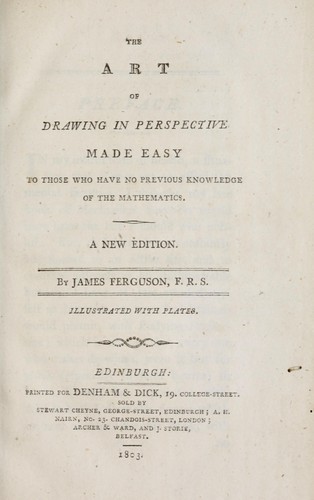 THE
ART
OF
DRAWING IN PERSPECTIVE
MADE EASY
TO THOSE WHO HAVE NO PREVIOUS KNOWLEDGE
OF THE MATHEMATICS.
A NEW EDITION.
BY JAMES FERGUSON, F. R. S.
ILLUSTRATED WITH PLATES.
EDINBURGH:
PRINTED FOR DENHAM & DICK, 19. COLLEGE-STREET.
SOLD BY
STEWART CHEYNE, GEORGE-STREET, EDINBURGH; A. H.
NAIRN, No. 23. CHANDOIS-STREET, LONDON;
ARCHER & WARD, AND J. STORIE,
BELFAST.
1803.